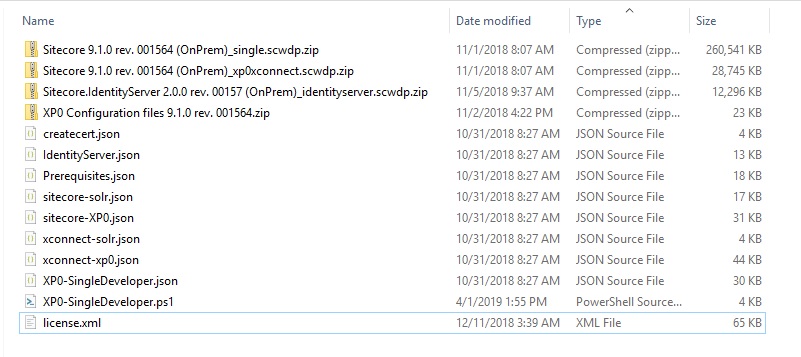 Name Date modified Type Size
Sitecore 9.1.0 rev. 001564 (OnPrem)_single.scwdp.zip 11/1/2018 8:07 AM Compressed (zipp... 260,541 KB
Sitecore 9.1.0 rev. 001564 (OnPrem)_xp0xconnect.scwdp.zip 11/1/2018 8:07 AM Compressed (zipp... 28,745 KB
Sitecore.IdentityServer 2.0.0 rev. 00157 (OnPrem)_identityserver.scwdp.zip 11/5/2018 9:37 AM Compressed (zipp... 12,296 KB
XP0 Configuration files 9.1.0 rev. 001564.zip 11/2/2018 4:22 PM Compressed (zipp... 23 KB
createcert.json 10/31/2018 8:27 AM JSON Source File 4 KB
IdentityServer.json 10/31/2018 8:27 AM JSON Source File 13 KB
Prerequisites.json 10/31/2018 8:27 AM JSON Source File 18 KB
sitecore-solr.json 10/31/2018 8:27 AM JSON Source File 17 KB
sitecore-XP0.json 10/31/2018 8:27 AM JSON Source File 31 KB
xconnect-solr.json 10/31/2018 8:27 AM JSON Source File 4 KB
xconnect-xp0.json 10/31/2018 8:27 AM JSON Source File 44 KB
XP0-SingleDeveloper.json 10/31/2018 8:27 AM JSON Source File 30 KB
XP0-SingleDeveloper.ps1 4/1/2019 1:55 PM PowerShell Source... 4 KB
license.xml 12/11/2018 3:39 AM XML File 65 KB